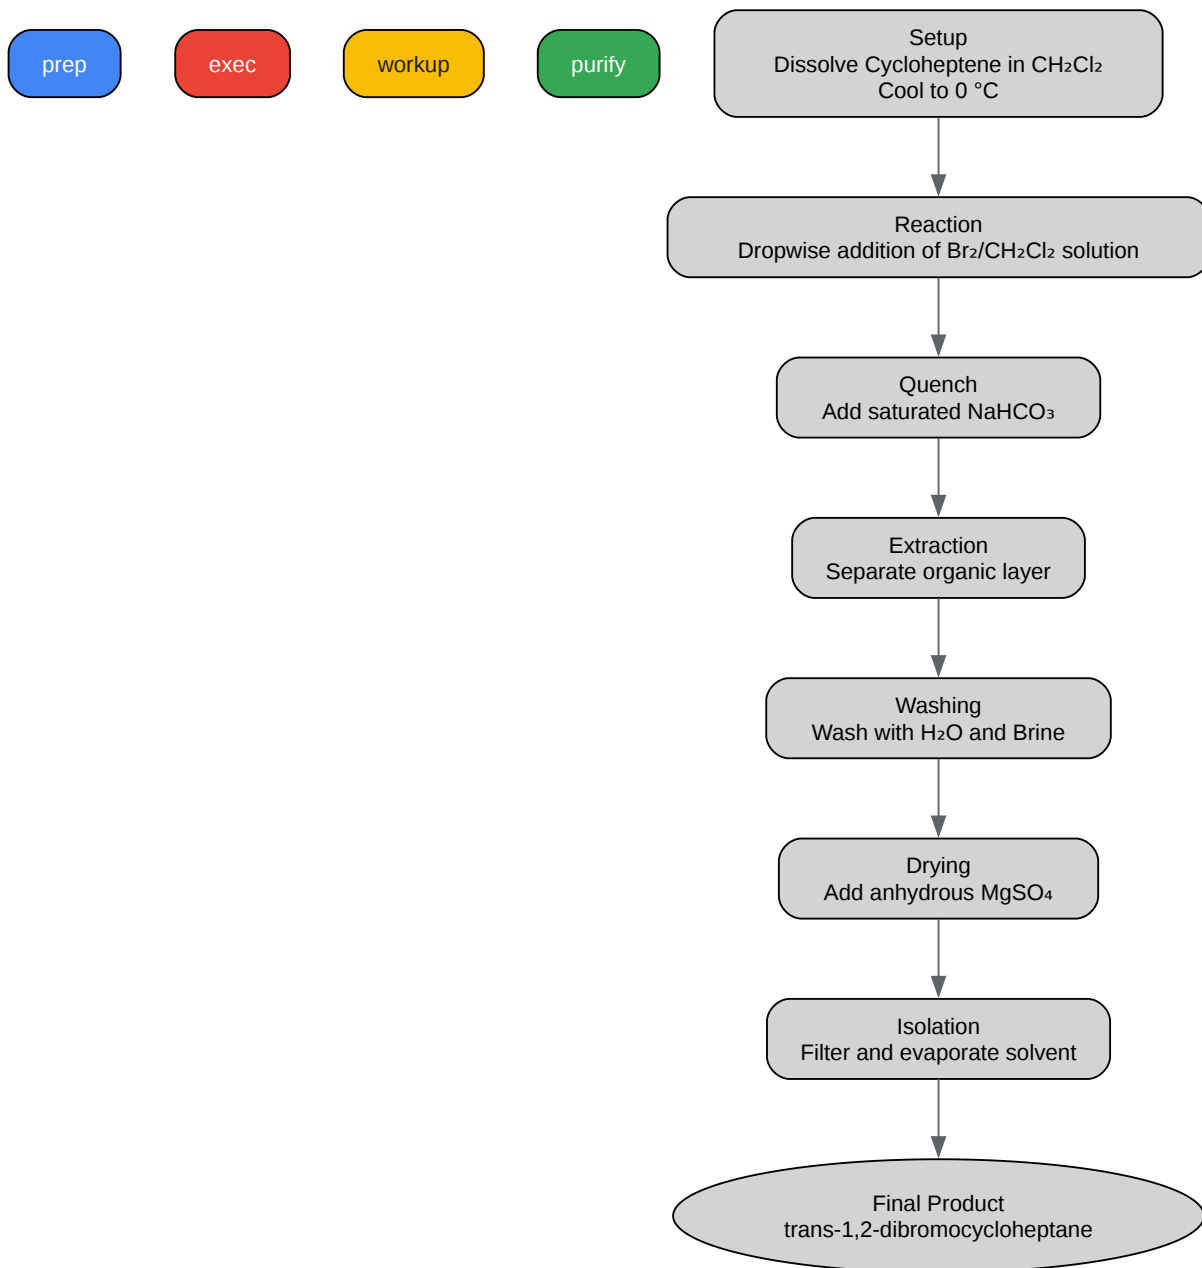 prep
exec
workup
purify
Setup
Dissolve Cycloheptene in CH₂Cl₂
Cool to 0 °C
Reaction
Dropwise addition of Br₂/CH₂Cl₂ solution
Quench
Add saturated NaHCO₃
Extraction
Separate organic layer
Washing
Wash with H₂O and Brine
Drying
Add anhydrous MgSO₄
Isolation
Filter and evaporate solvent
Final Product
trans-1,2-dibromocycloheptane